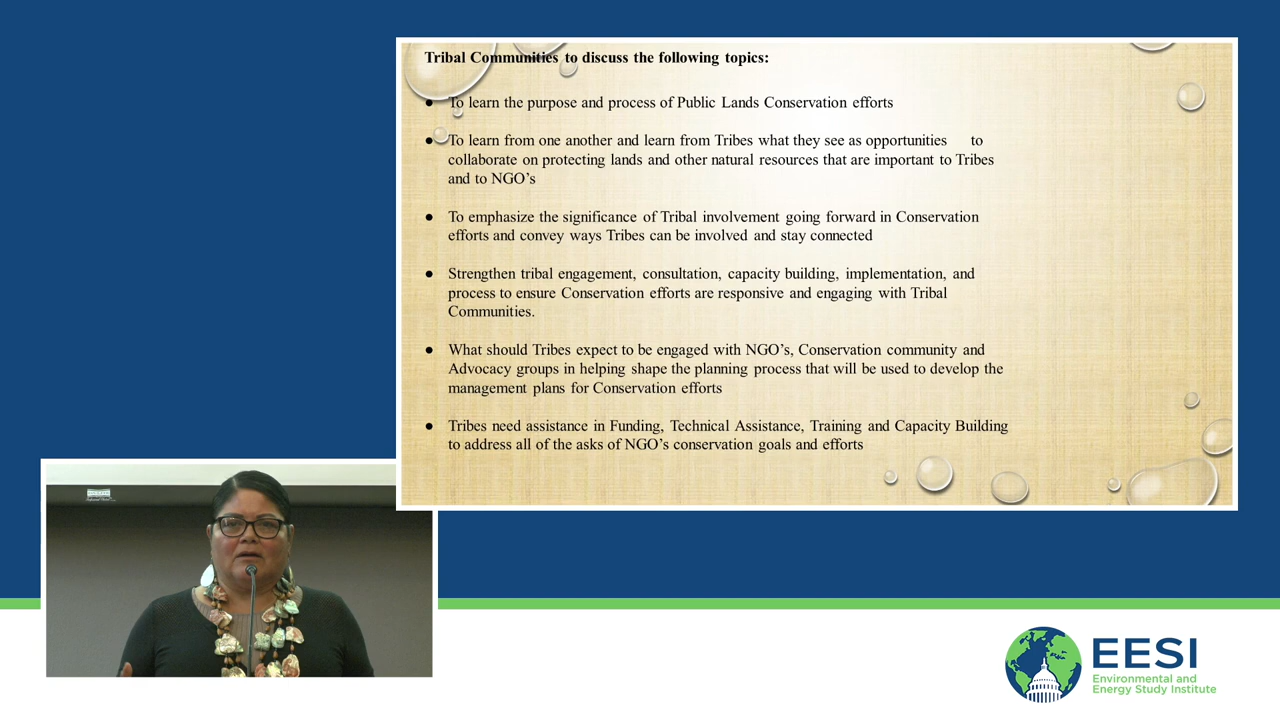 Tribal Communities to discuss the following topics:
● To learn the purpose and process of Public Lands Conservation efforts
● To learn from one another and learn from Tribes what they see as opportunities to
collaborate on protecting lands and other natural resources that are important to Tribes
and to NGO's
● To emphasize the significance of Tribal involvement going forward in Conservation
efforts and convey ways Tribes can be involved and stay connected
● Strengthen tribal engagement, consultation, capacity building, implementation, and
process to ensure Conservation efforts are responsive and engaging with Tribal
Communities.
● What should Tribes expect to be engaged with NGO's, Conservation community and
Advocacy groups in helping shape the planning process that will be used to develop the
management plans for Conservation efforts
● Tribes need assistance in Funding, Technical Assistance, Training and Capacity Building
to address all of the asks of NGO's conservation goals and efforts
EESI
Environmental and
Energy Study Institute